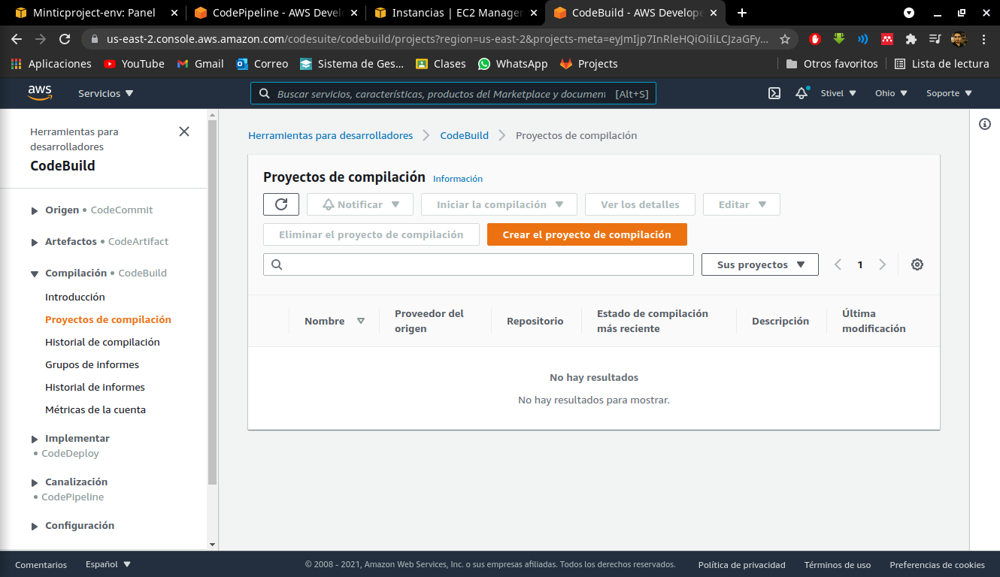 Minticproject-env: Panel
CodePipeline - AWS Develo
Instancias | EC2 Manager
CodeBuild - AWS Develope
us-east-2.console.aws.amazon.com/codesuite/codebuild/projects?region=us-east-2&projects-meta=eyJmIjp7InRleHQiOiIiLCJzaGFy...
Aplicaciones
YouTube
Gmail
Correo
Sistema de Ges...
Clases
WhatsApp
Projects
Otros favoritos
Lista de lectura
aws
Servicios
Buscar servicios, características, productos del Marketplace y document
[Alt+S]
Stivel
Ohio
Soporte
Herramientas para
desarrolladores
CodeBuild
Origen • CodeCommit
Artefactos • CodeArtifact
Compilación • CodeBuild
Introducción
Proyectos de compilación
Historial de compilación
Grupos de informes
Historial de informes
Métricas de la cuenta
Implementar
• CodeDeploy
Canalización
• CodePipeline
Configuración
Herramientas para desarrolladores
CodeBuild
Proyectos de compilación
Proyectos de compilación Información
Notificar
Iniciar la compilación
Ver los detalles
Editar
Eliminar el proyecto de compilación
Crear el proyecto de compilación
Sus proyectos
1
Nombre
Proveedor del
origen
Repositorio
Estado de compilación
más reciente
Descripción
Última
modificación
No hay resultados
No hay resultados para mostrar.
Comentarios
Español
© 2008 - 2021, Amazon Web Services, Inc. o sus empresas afiliadas. Todos los derechos reservados.
Política de privacidad
Términos de uso
Preferencias de cookies